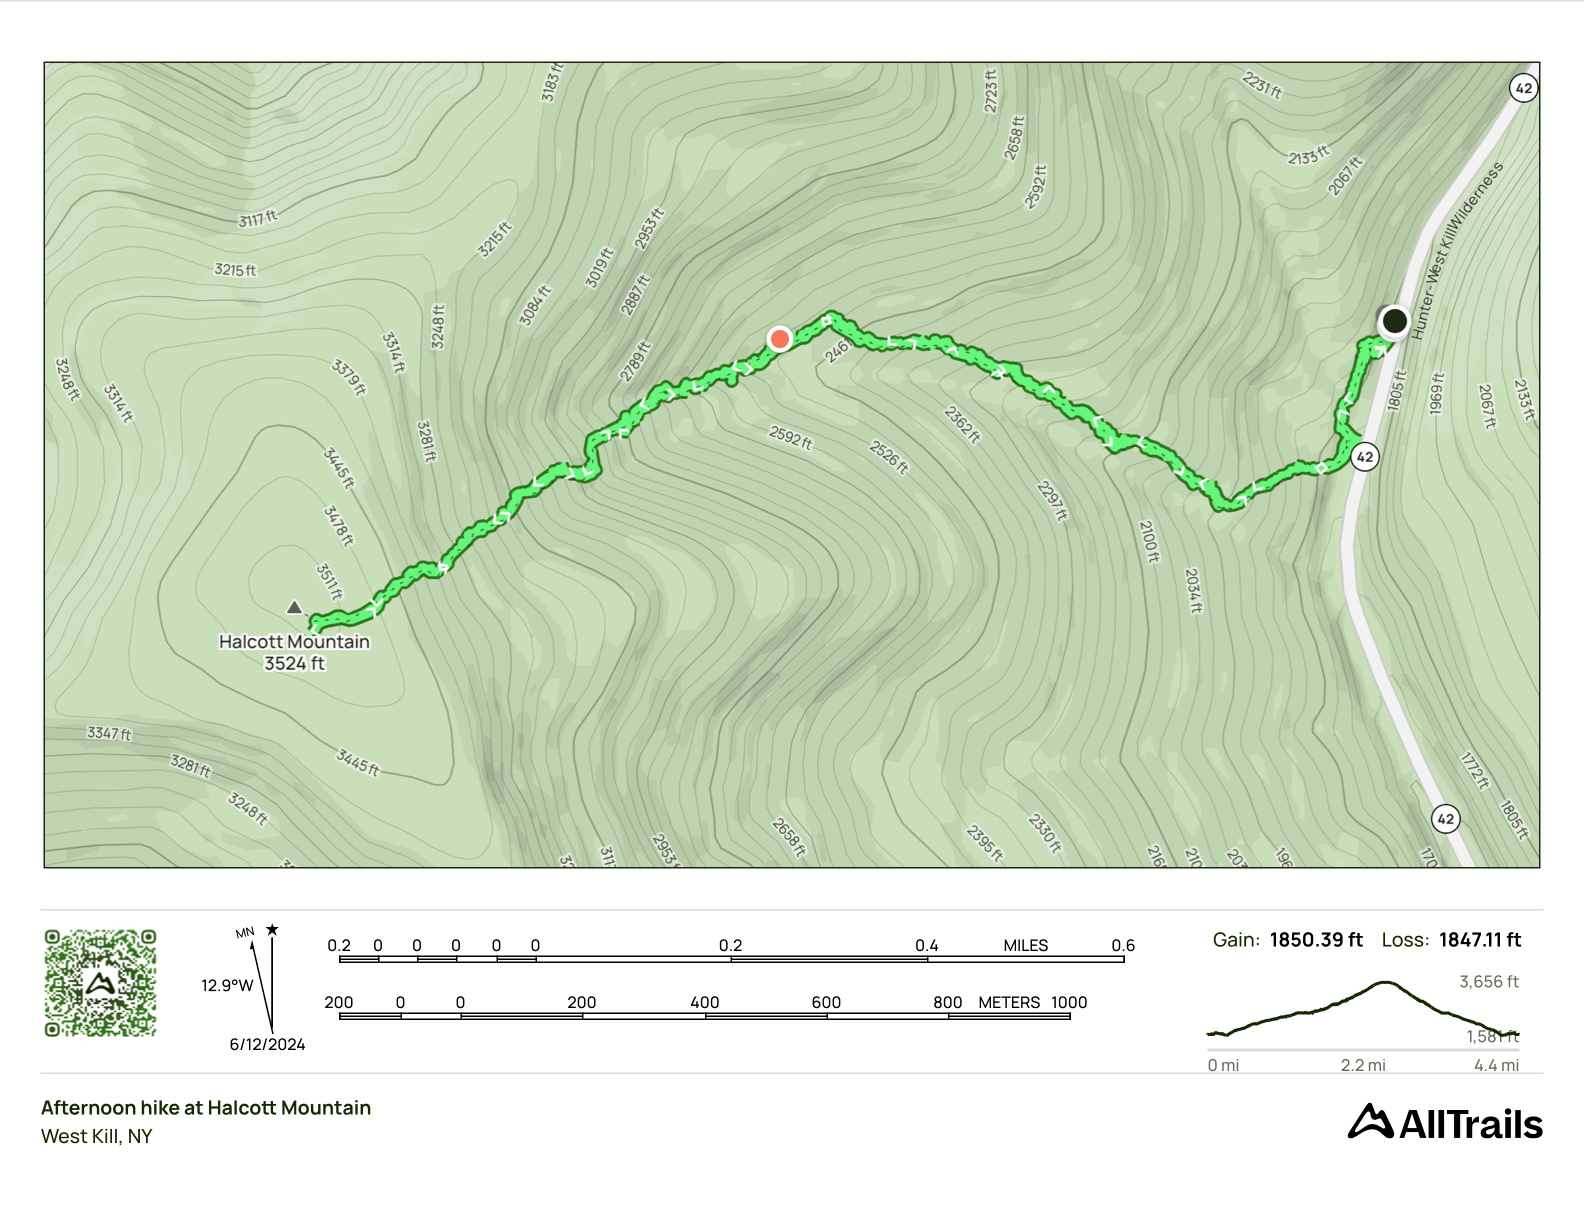 3183 ft
2723 ft
2231 ft
42
2658 ft
2133 ft
2067 ft
2592 ft
Hunter-West Kill Wilderness
3117 ft
3215 ft
2953 ft
3215 ft
3019 ft
2887 ft
3084 ft
3248 ft
3314 ft
2789 ft
2461
3248 ft
3379 ft
3314 ft
1805 ft
1969 ft
2067 ft
2133 ft
3281 ft
2592 ft
2362 ft
2526 ft
42
3445 ft
2297 ft
3478 ft
2100 ft
3511 ft
2034 ft
Halcott Mountain
3524 ft
3347 ft
3281 ft
3445 ft
1772 ft
3248 ft
2658 ft
2395 ft
2330 ft
42
1805 ft
2953 f
MN
12.9°W
6/12/2024
0.2 0 0 0 0 0 0.2 0.4 MILES 0.6
200 0 0 200 400 600 800 METERS 1000
Gain: 1850.39 ft Loss: 1847.11 ft
3,656 ft
1,581 ft
0 mi 2.2 mi 4.4 mi
Afternoon hike at Halcott Mountain
West Kill, NY
AllTrails